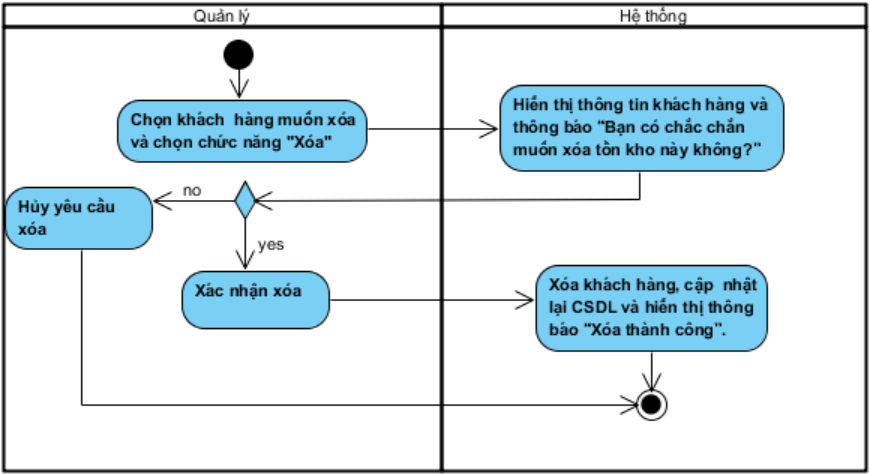 Quản lý
Hệ thống
Chọn khách hàng muốn xóa
và chọn chức năng "Xóa"
Hiển thị thông tin khách hàng và
thông báo "Bạn có chắc chắn
muốn xóa tồn kho này không?"
no
Hủy yêu cầu
xóa
yes
Xác nhận xóa
Xóa khách hàng, cập nhật
lại CSDL và hiển thị thông
báo "Xóa thành công".